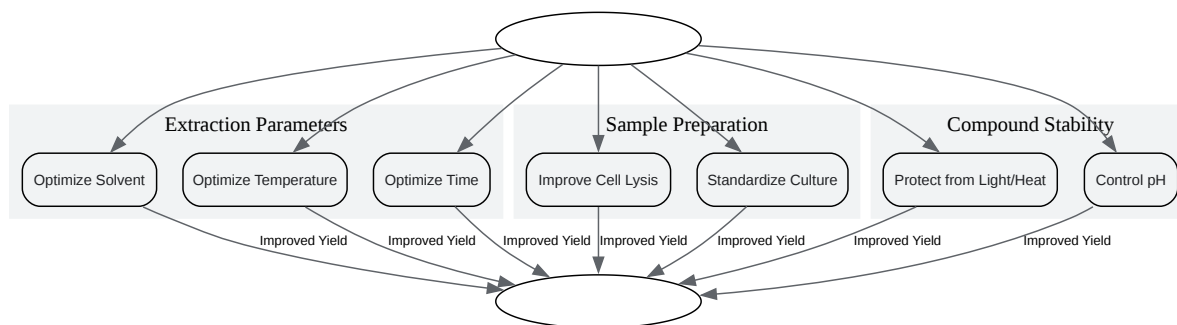 Extraction Parameters
Sample Preparation
Compound Stability
Optimize Solvent
Optimize Temperature
Optimize Time
Improve Cell Lysis
Standardize Culture
Protect from Light/Heat
Control pH
Improved Yield
Improved Yield
Improved Yield
Improved Yield
Improved Yield
Improved Yield
Improved Yield